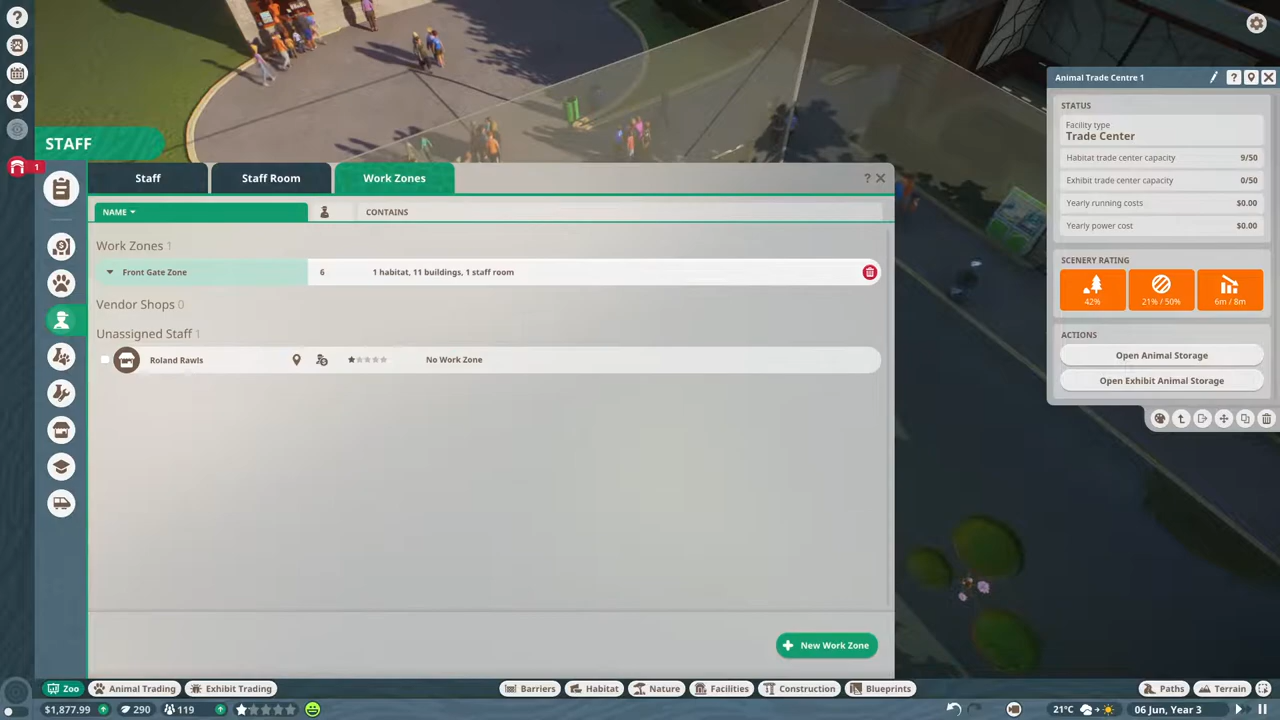 ?
Animal Trade Centre 1
?
STATUS
Facility type
Trade Center
Habitat trade center capacity 9/50
Exhibit trade center capacity 0/50
Yearly running costs $0.00
Yearly power cost $0.00
SCENERY RATING
42% 21% / 50% 6m / 8m
ACTIONS
Open Animal Storage
Open Exhibit Animal Storage
STAFF
1
Staff Staff Room Work Zones ?
NAME CONTAINS
Work Zones 1
Front Gate Zone 6 1 habitat, 11 buildings, 1 staff room
Vendor Shops 0
Unassigned Staff 1
Roland Rawls No Work Zone
New Work Zone
Zoo Animal Trading Exhibit Trading Barriers Habitat Nature Facilities Construction Blueprints Paths Terrain
$1,877.99 290 119 21°C 06 Jun, Year 3